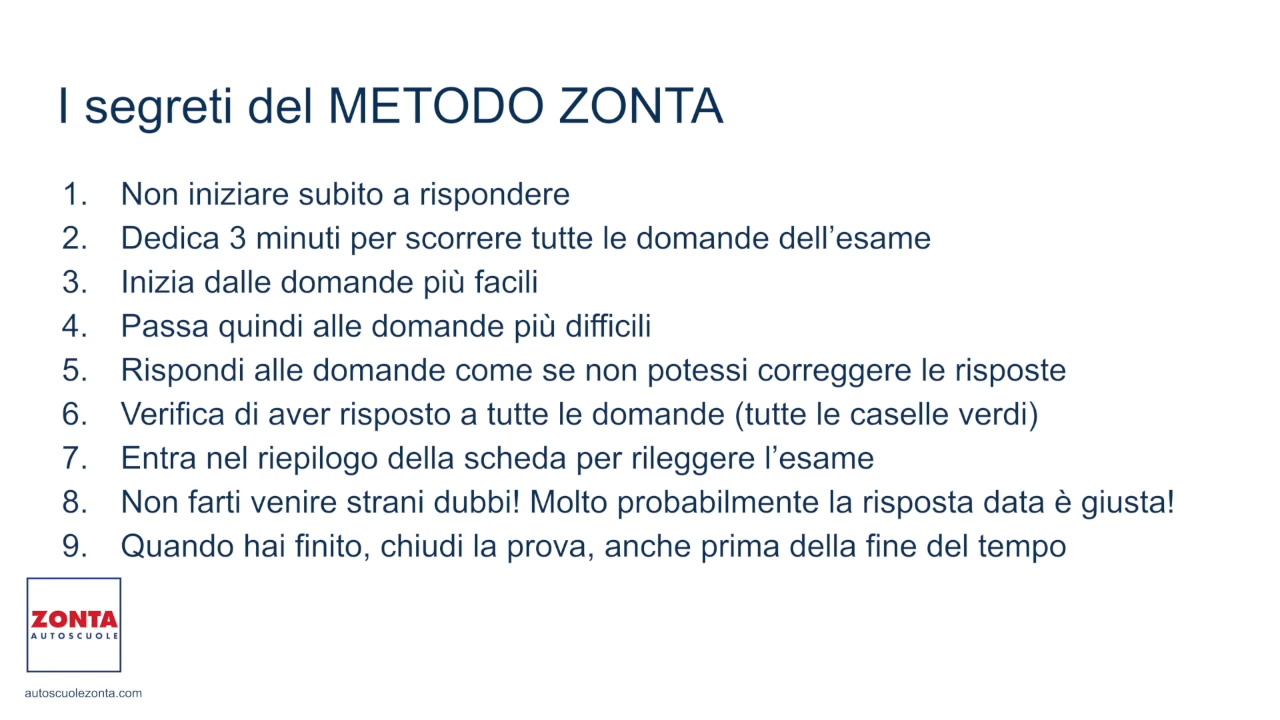 I segreti del METODO ZONTA
1. Non iniziare subito a rispondere
2. Dedica 3 minuti per scorrere tutte le domande dell’esame
3. Inizia dalle domande più facili
4. Passa quindi alle domande più difficili
5. Rispondi alle domande come se non potessi correggere le risposte
6. Verifica di aver risposto a tutte le domande (tutte le caselle verdi)
7. Entra nel riepilogo della scheda per rileggere l’esame
8. Non farti venire strani dubbi! Molto probabilmente la risposta data è giusta!
9. Quando hai finito, chiudi la prova, anche prima della fine del tempo
ZONTA
AUTOSCUOLE
autoscuolezonta.com